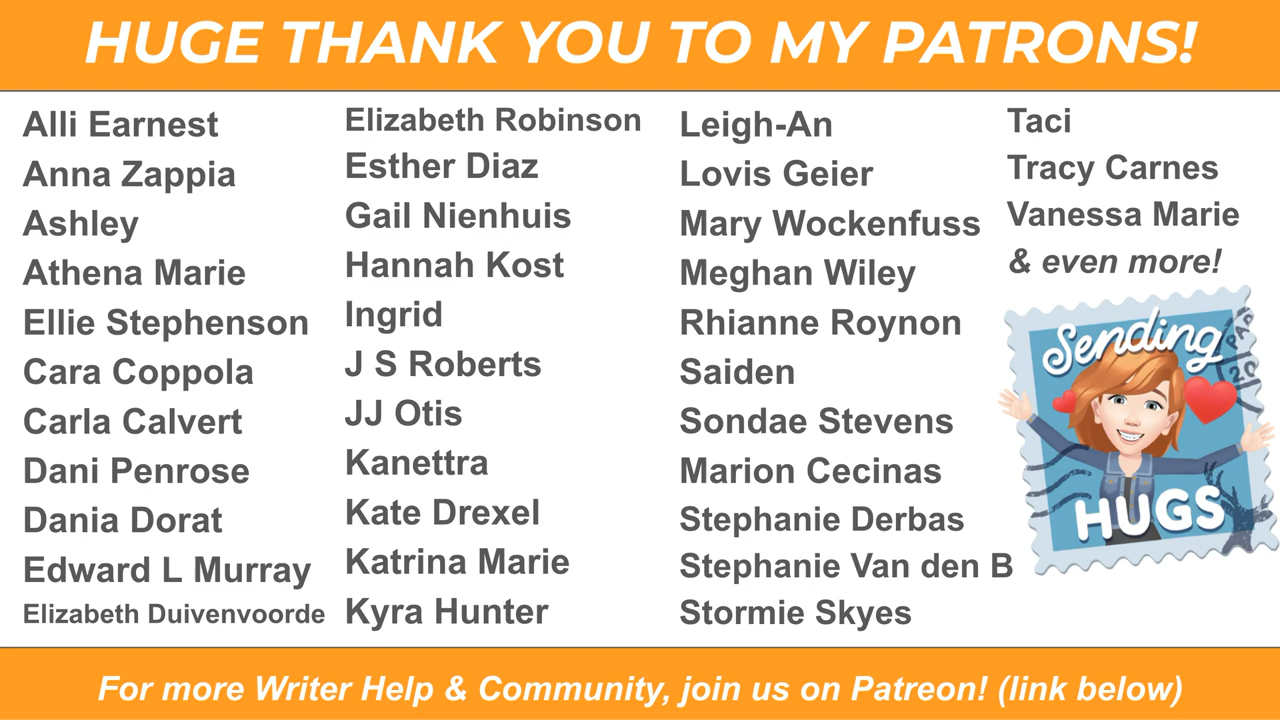 HUGE THANK YOU TO MY PATRONS!
Alli Earnest
Anna Zappia
Ashley
Athena Marie
Ellie Stephenson
Cara Coppola
Carla Calvert
Dani Penrose
Dania Dorat
Edward L Murray
Elizabeth Duivenvoorde
Elizabeth Robinson
Esther Diaz
Gail Nienhuis
Hannah Kost
Ingrid
J S Roberts
JJ Otis
Kanettra
Kate Drexel
Katrina Marie
Kyra Hunter
Leigh-An
Lovis Geier
Mary Wockenfuss
Meghan Wiley
Rhianne Roynon
Saiden
Sondae Stevens
Marion Cecinas
Stephanie Derbas
Stephanie Van den B
Stormie Skyes
Taci
Tracy Carnes
Vanessa Marie
& even more!
Sending
HUGS
For more Writer Help & Community, join us on Patreon! (link below)